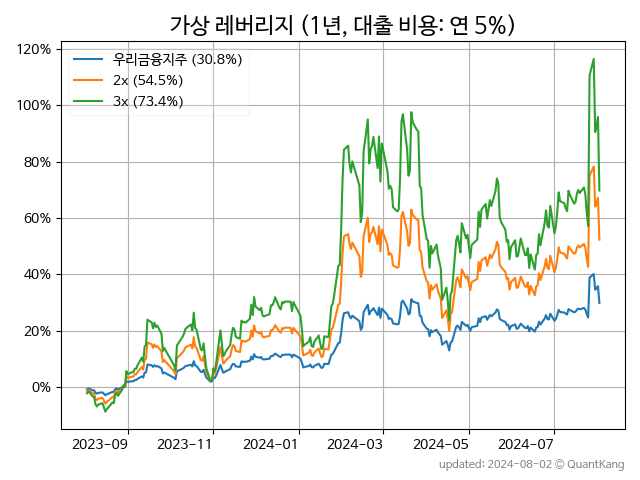 가상 레버리지 (1년, 대출 비용: 연 5%)
120%
100%
80%
60%
40%
20%
0%
우리금융지주 (30.8%)
2x (54.5%)
3x (73.4%)
2023-09
2023-11
2024-01
2024-03
2024-05
2024-07
updated: 2024-08-02 © QuantKang